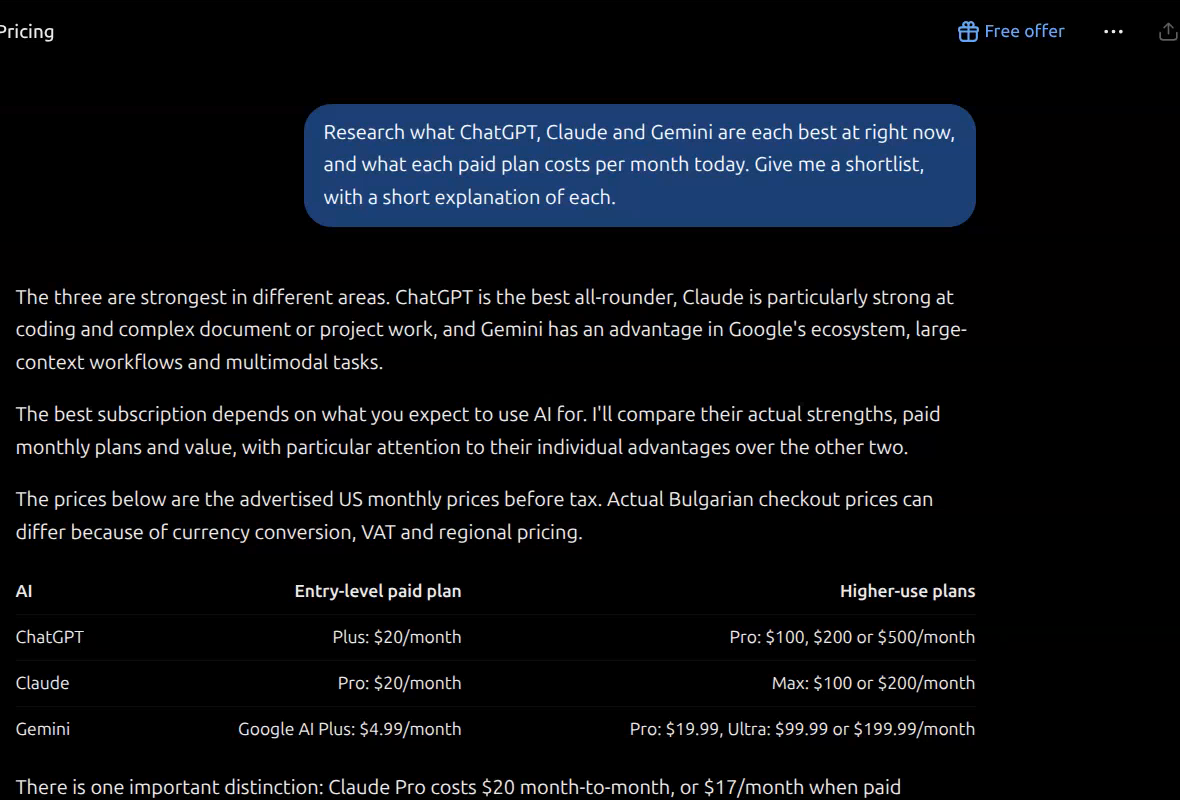 Pricing
Free offer
Research what ChatGPT, Claude and Gemini are each best at right now,
and what each paid plan costs per month today. Give me a shortlist,
with a short explanation of each.
The three are strongest in different areas. ChatGPT is the best all-rounder, Claude is particularly strong at
coding and complex document or project work, and Gemini has an advantage in Google's ecosystem, large-
context workflows and multimodal tasks.
The best subscription depends on what you expect to use AI for. I'll compare their actual strengths, paid
monthly plans and value, with particular attention to their individual advantages over the other two.
The prices below are the advertised US monthly prices before tax. Actual Bulgarian checkout prices can
differ because of currency conversion, VAT and regional pricing.
AI Entry-level paid plan Higher-use plans
ChatGPT Plus: $20/month Pro: $100, $200 or $500/month
Claude Pro: $20/month Max: $100 or $200/month
Gemini Google AI Plus: $4.99/month Pro: $19.99, Ultra: $99.99 or $199.99/month
There is one important distinction: Claude Pro costs $20 month-to-month, or $17/month when paid